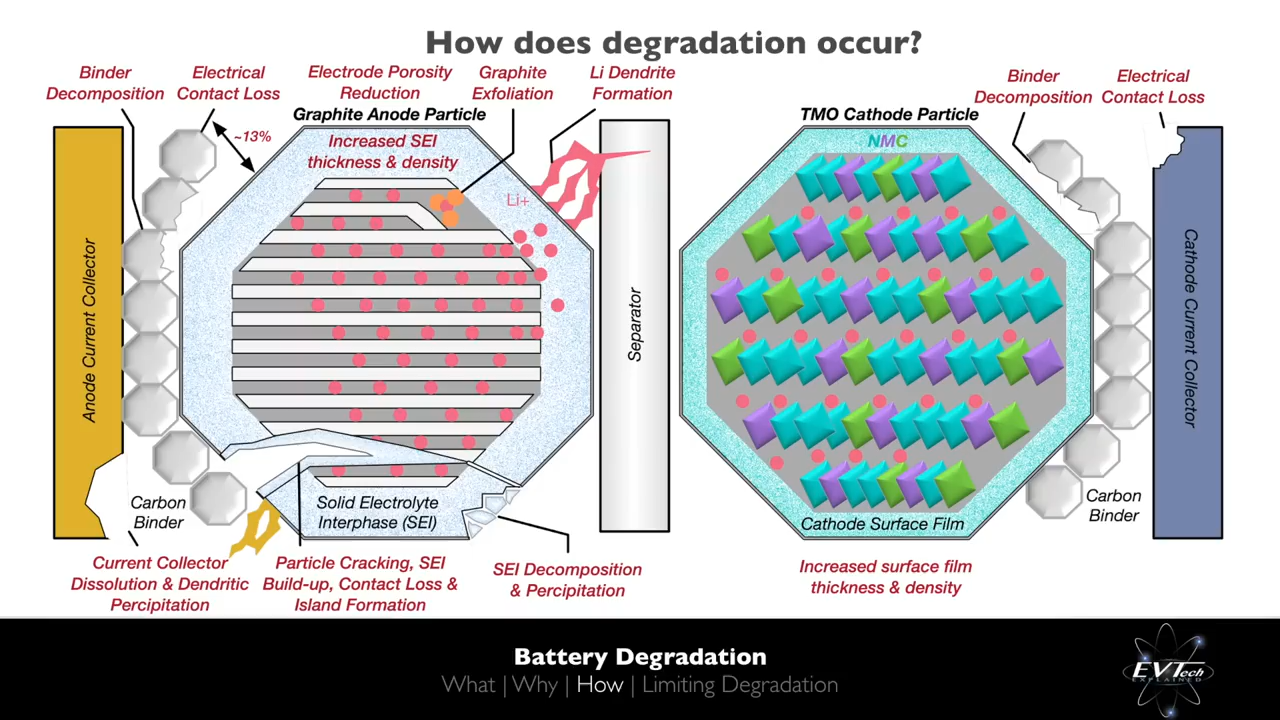 How does degradation occur?
Binder
Decomposition
Electrical
Contact Loss
Electrode Porosity
Reduction
Graphite
Exfoliation
Li Dendrite
Formation
Binder
Decomposition
Electrical
Contact Loss
Graphite Anode Particle
TMO Cathode Particle
~13%
Increased SEI
thickness & density
NMC
Li+
Anode Current Collector
Separator
Cathode Current Collector
Carbon
Binder
Solid Electrolyte
Interphase (SEI)
Cathode Surface Film
Carbon
Binder
Current Collector
Dissolution & Dendritic
Percipitation
Particle Cracking, SEI
Build-up, Contact Loss &
Island Formation
SEI Decomposition
& Percipitation
Increased surface film
thickness & density
Battery Degradation
What | Why | How | Limiting Degradation
EVTech
EXPLAINED